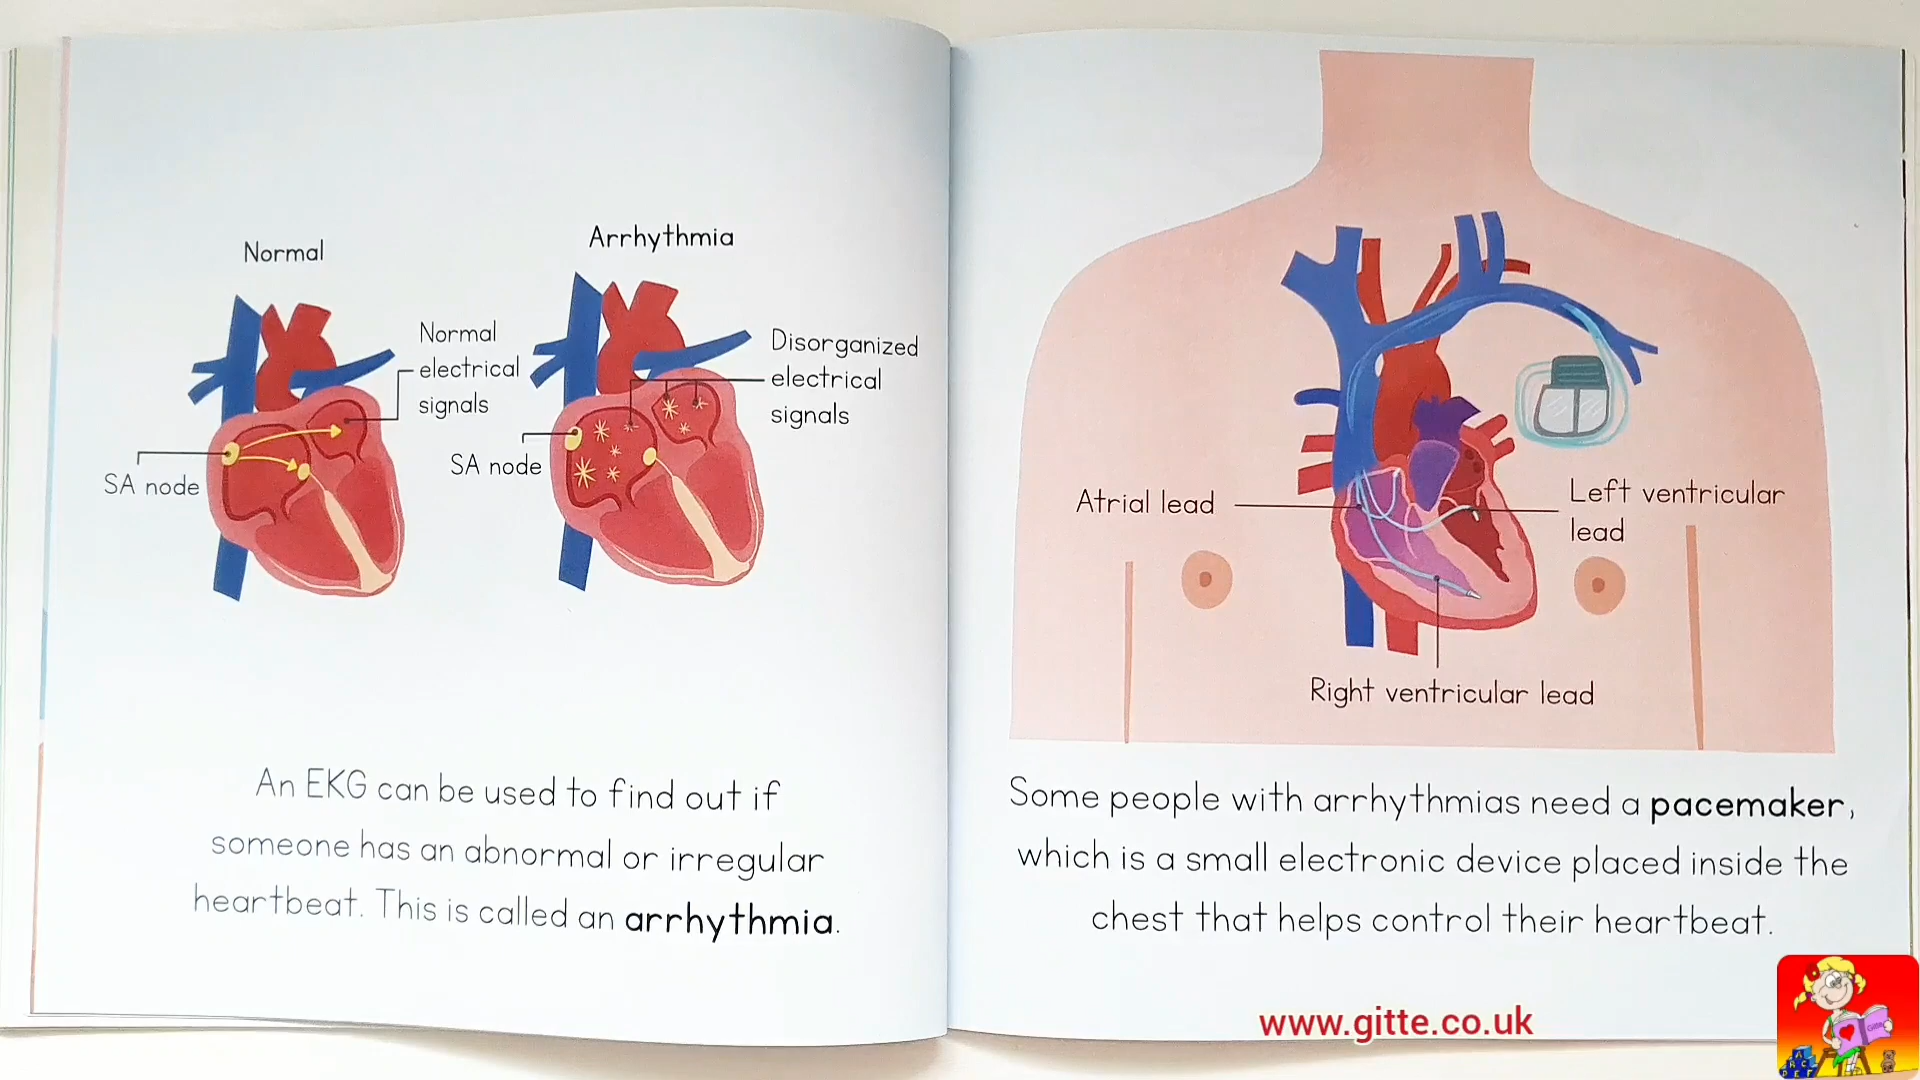 Normal
Arrhythmia
Normal
electrical
signals
SA node
Disorganized
electrical
signals
SA node
An EKG can be used to find out if
someone has an abnormal or irregular
heartbeat. This is called an arrhythmia.
Atrial lead
Left ventricular
lead
Right ventricular lead
Some people with arrhythmias need a pacemaker,
which is a small electronic device placed inside the
chest that helps control their heartbeat.
www.gitte.co.uk
Gitte
A
B C
D E F